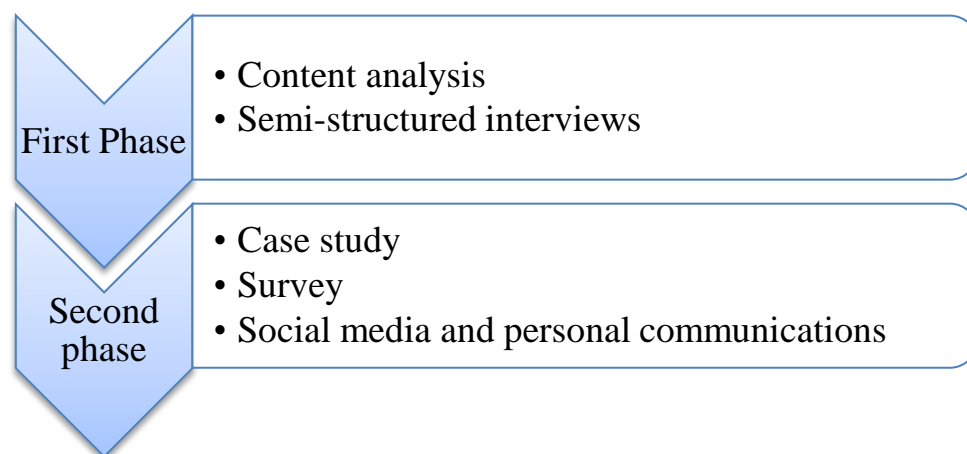 First Phase
• Content analysis
• Semi-structured interviews
Second
phase
• Case study
• Survey
• Social media and personal communications